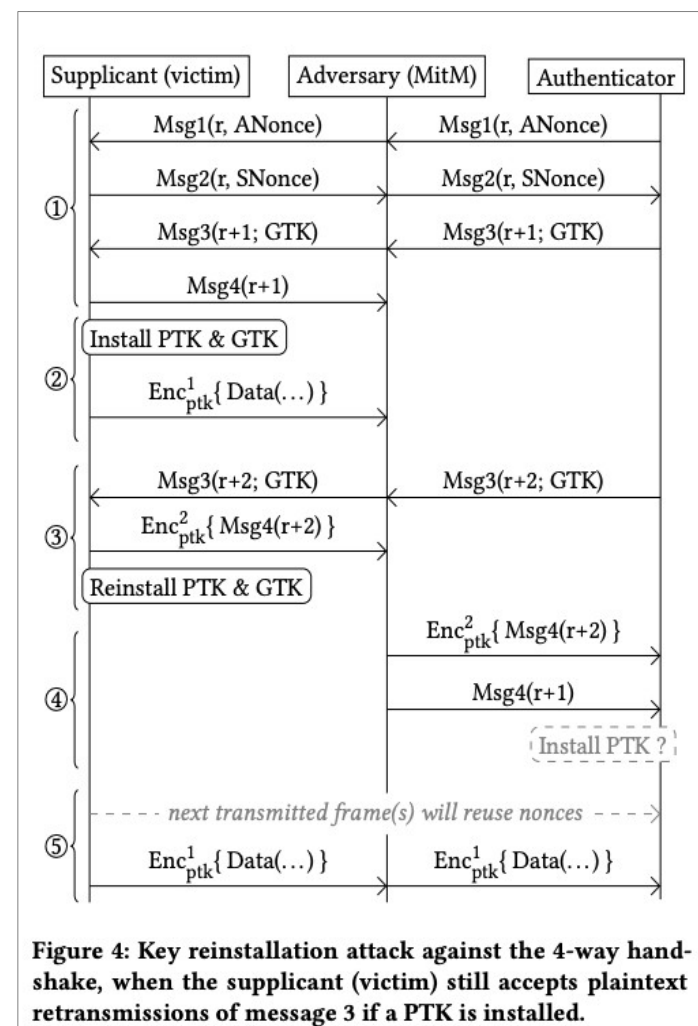 Supplicant (victim) Adversary (MitM) Authenticator
Msg1(r, ANonce) Msg1(r, ANonce)
Msg2(r, SNonce) Msg2(r, SNonce)
①
Msg3(r+1; GTK) Msg3(r+1; GTK)
Msg4(r+1)
Install PTK & GTK
②
Enc¹ptk{ Data(…) }
Msg3(r+2; GTK) Msg3(r+2; GTK)
③
Enc²ptk{ Msg4(r+2) }
Reinstall PTK & GTK
Enc²ptk{ Msg4(r+2) }
④
Msg4(r+1)
Install PTK ?
next transmitted frame(s) will reuse nonces
⑤
Enc¹ptk{ Data(…) } Enc¹ptk{ Data(…) }
Figure 4: Key reinstallation attack against the 4-way hand-
shake, when the supplicant (victim) still accepts plaintext
retransmissions of message 3 if a PTK is installed.